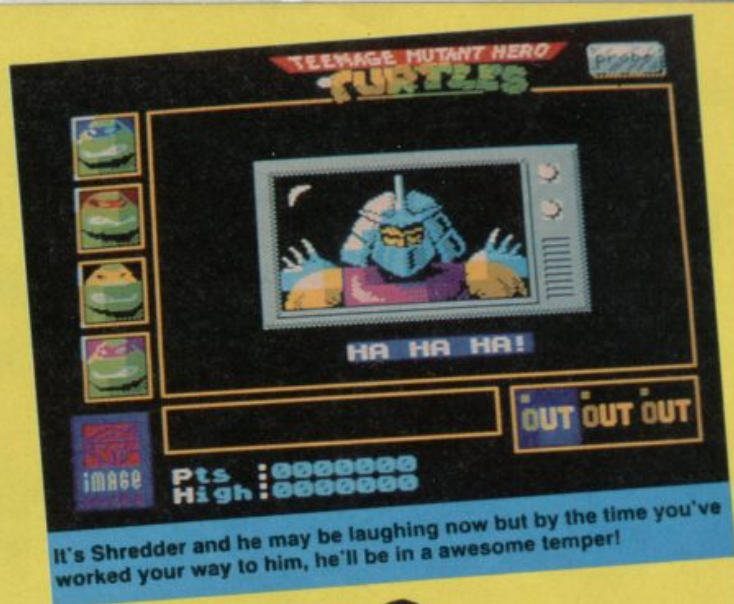 TEENAGE MUTANT HERO
TURTLES
probe
HA HA HA!
OUT OUT OUT
iMAGE
Pts :0000000
High:0000000
It's Shredder and he may be laughing now but by the time you've
worked your way to him, he'll be in a awesome temper!